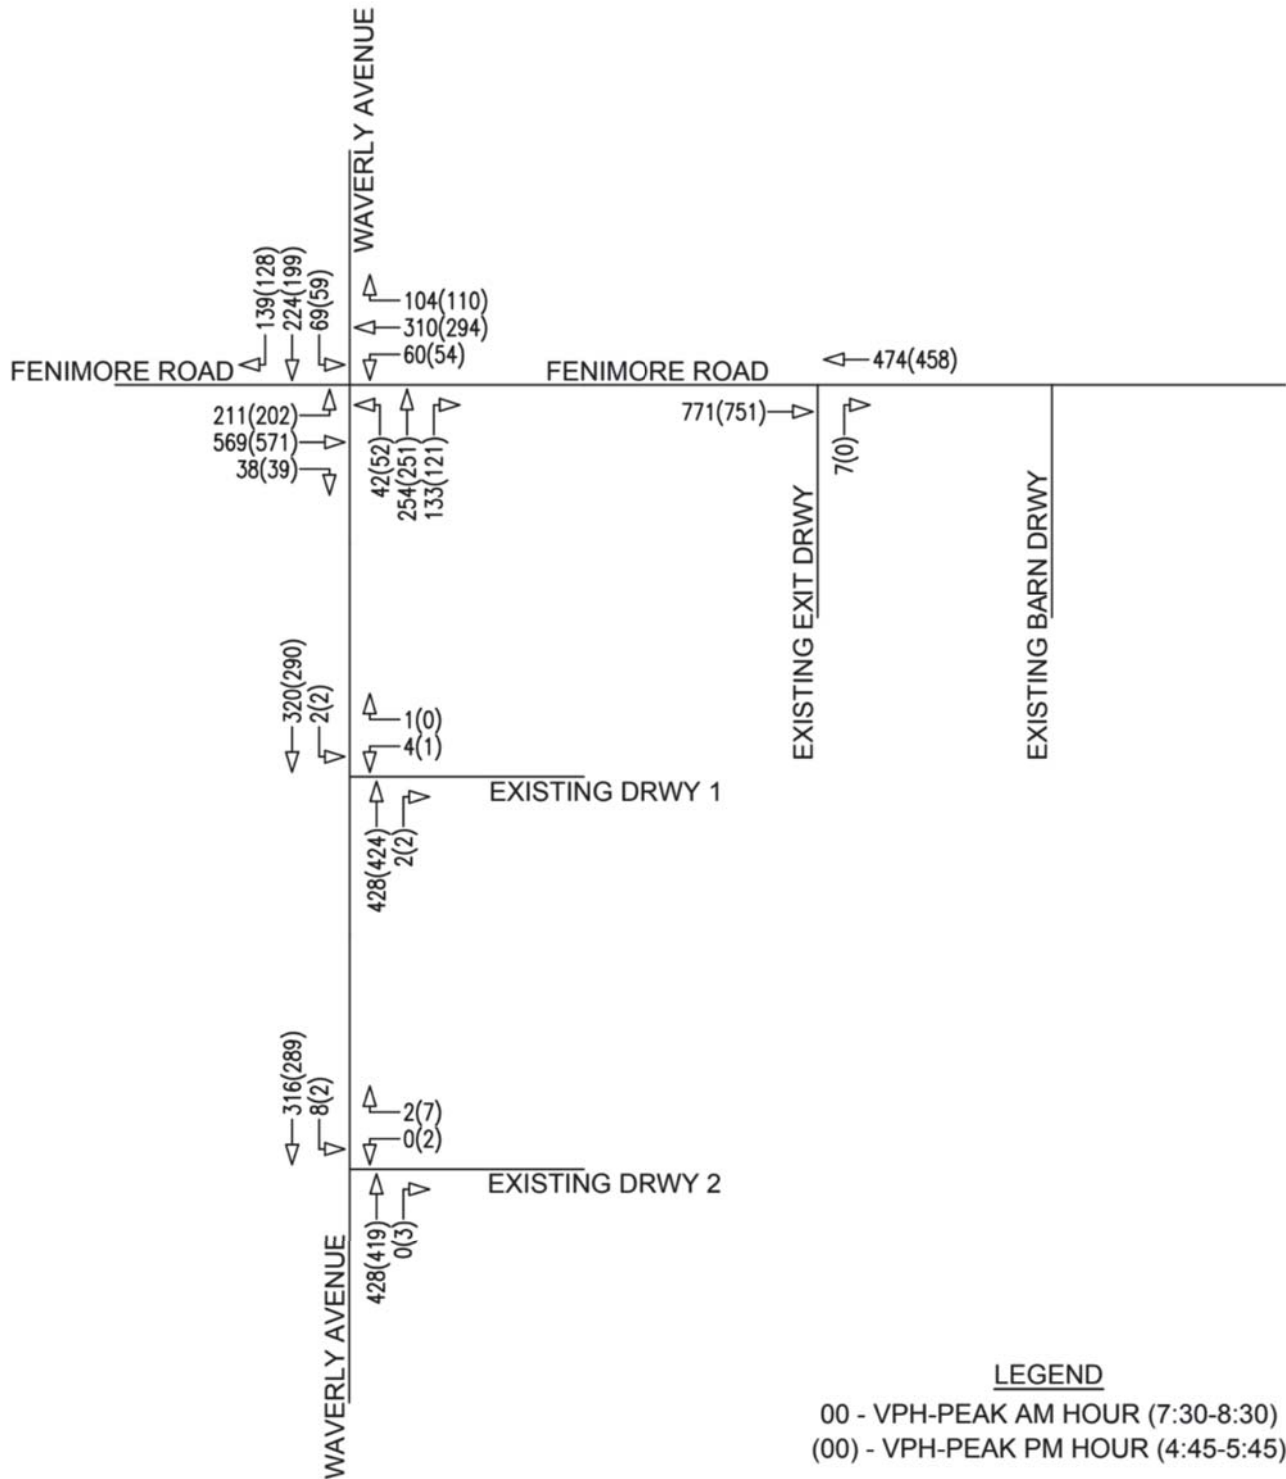 WAVERLY AVENUE
139(128)
224(199)
69(59)
104(110)
310(294)
60(54)
FENIMORE ROAD
FENIMORE ROAD
474(458)
211(202)
569(571)
38(39)
42(52)
254(251)
133(121)
771(751)
7(0)
EXISTING EXIT DRWY
EXISTING BARN DRWY
320(290)
2(2)
1(0)
4(1)
EXISTING DRWY 1
428(424)
2(2)
316(289)
8(2)
2(7)
0(2)
EXISTING DRWY 2
428(419)
0(3)
WAVERLY AVENUE
LEGEND
00 - VPH-PEAK AM HOUR (7:30-8:30)
(00) - VPH-PEAK PM HOUR (4:45-5:45)